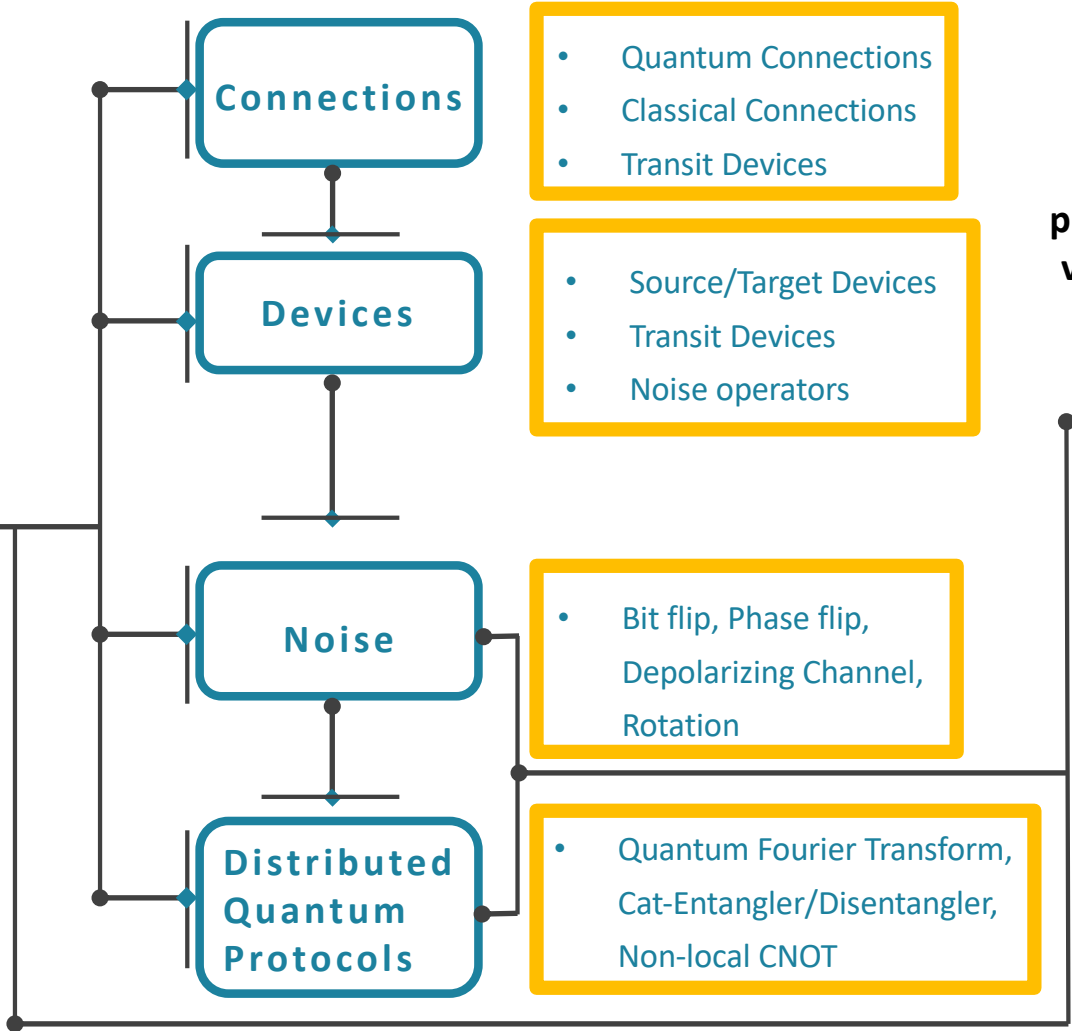 Connections
• Quantum Connections
• Classical Connections
• Transit Devices
Devices
• Source/Target Devices
• Transit Devices
• Noise operators
Noise
• Bit flip, Phase flip,
Depolarizing Channel,
Rotation
Distributed
Quantum
Protocols
• Quantum Fourier Transform,
Cat-Entangler/Disentangler,
Non-local CNOT